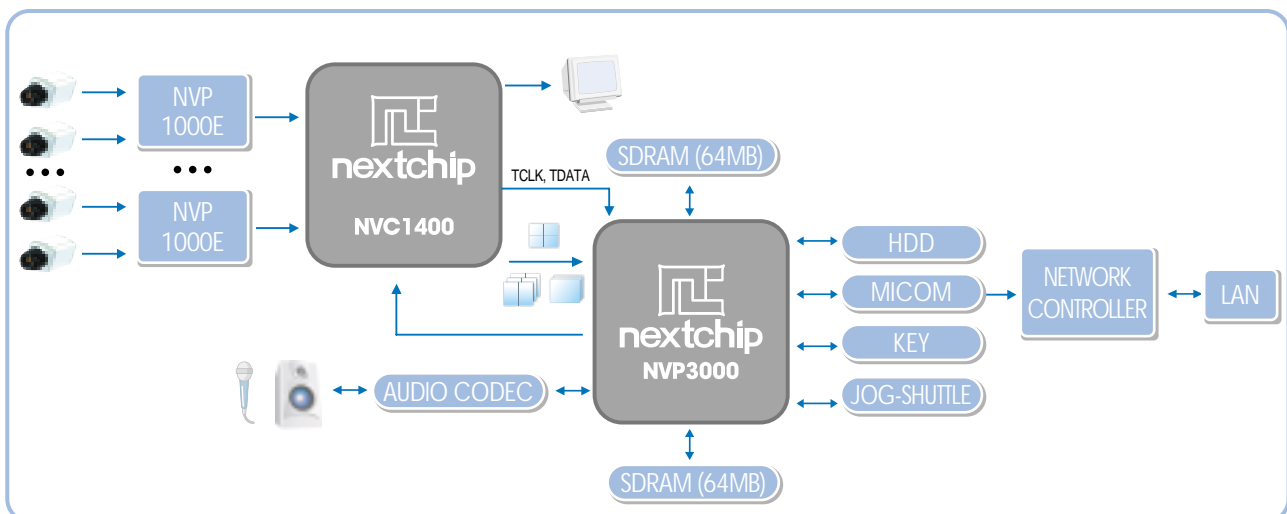 NVP
1000E
• • •
• • •
NVP
1000E
nextchip
NVC1400
TCLK, TDATA
SDRAM (64MB)
nextchip
NVP3000
HDD
MICOM
KEY
JOG-SHUTTLE
NETWORK
CONTROLLER
LAN
AUDIO CODEC
SDRAM (64MB)